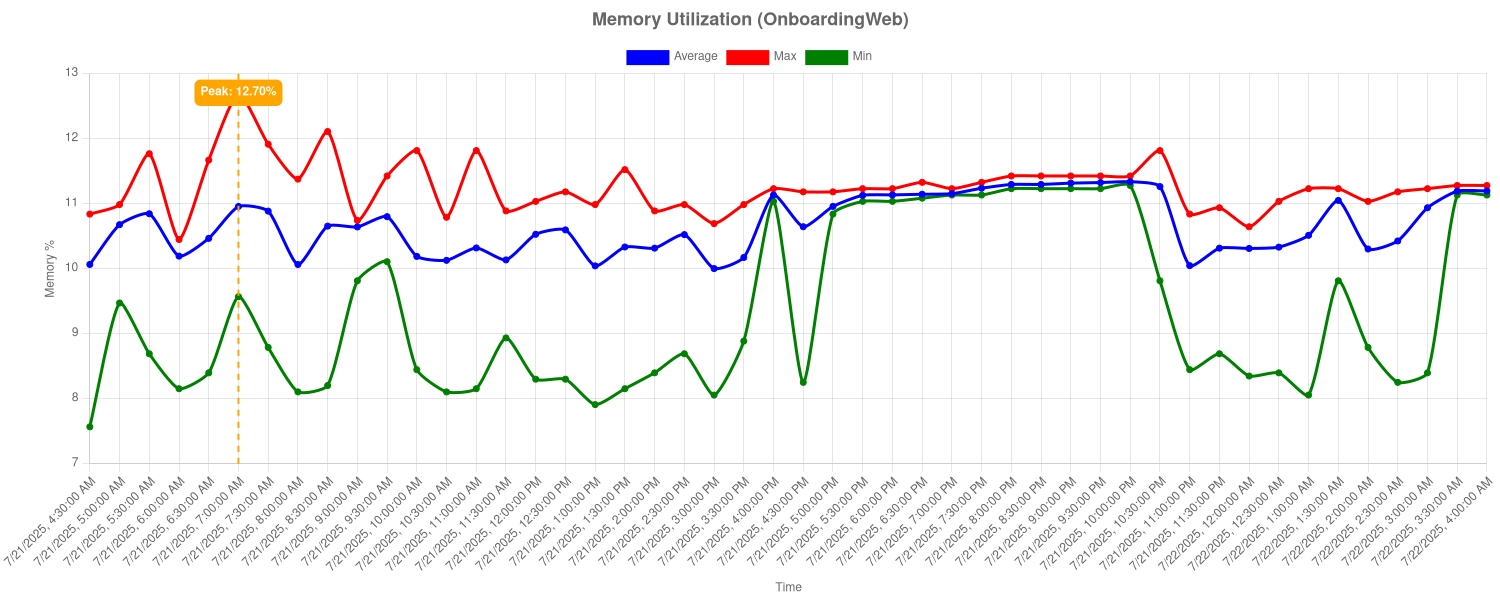 Memory Utilization (OnboardingWeb)
Average
Max
Min
Peak: 12.70%
13
12
11
10
9
8
7
Memory %
7/21/2025, 4:30:00 AM
7/21/2025, 5:00:00 AM
7/21/2025, 5:30:00 AM
7/21/2025, 6:00:00 AM
7/21/2025, 6:30:00 AM
7/21/2025, 7:00:00 AM
7/21/2025, 7:30:00 AM
7/21/2025, 8:00:00 AM
7/21/2025, 8:30:00 AM
7/21/2025, 9:00:00 AM
7/21/2025, 9:30:00 AM
7/21/2025, 10:00:00 AM
7/21/2025, 10:30:00 AM
7/21/2025, 11:00:00 AM
7/21/2025, 11:30:00 AM
7/21/2025, 12:00:00 PM
7/21/2025, 12:30:00 PM
7/21/2025, 1:00:00 PM
7/21/2025, 1:30:00 PM
7/21/2025, 2:00:00 PM
7/21/2025, 2:30:00 PM
7/21/2025, 3:00:00 PM
7/21/2025, 3:30:00 PM
7/21/2025, 4:00:00 PM
7/21/2025, 4:30:00 PM
7/21/2025, 5:00:00 PM
7/21/2025, 5:30:00 PM
7/21/2025, 6:00:00 PM
7/21/2025, 6:30:00 PM
7/21/2025, 7:00:00 PM
7/21/2025, 7:30:00 PM
7/21/2025, 8:00:00 PM
7/21/2025, 8:30:00 PM
7/21/2025, 9:00:00 PM
7/21/2025, 9:30:00 PM
7/21/2025, 10:00:00 PM
7/21/2025, 10:30:00 PM
7/21/2025, 11:00:00 PM
7/21/2025, 11:30:00 PM
7/22/2025, 12:00:00 AM
7/22/2025, 12:30:00 AM
7/22/2025, 1:00:00 AM
7/22/2025, 1:30:00 AM
7/22/2025, 2:00:00 AM
7/22/2025, 2:30:00 AM
7/22/2025, 3:00:00 AM
7/22/2025, 3:30:00 AM
7/22/2025, 4:00:00 AM
Time